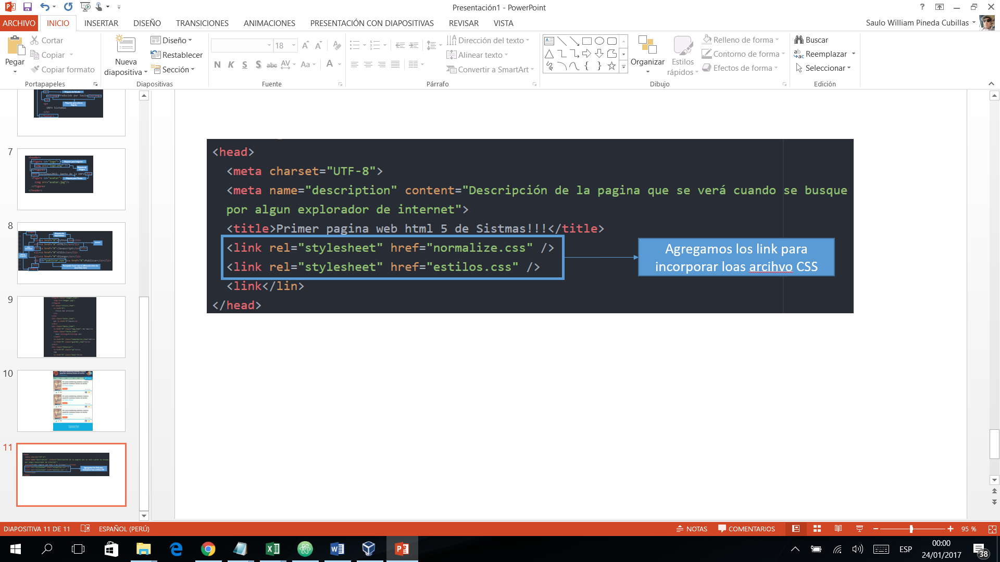 Presentación1 - PowerPoint
ARCHIVO INICIO INSERTAR DISEÑO TRANSICIONES ANIMACIONES PRESENTACIÓN CON DIAPOSITIVAS REVISAR VISTA
Saulo William Pineda Cubillas
Pegar
Cortar
Copiar
Copiar formato
Portapapeles
Nueva
diapositiva
Diseño
Restablecer
Sección
Diapositivas
18
N K S S abc AV Aa A
Fuente
Dirección del texto
Alinear texto
Convertir a SmartArt
Párrafo
Organizar
Estilos
rápidos
Relleno de forma
Contorno de forma
Efectos de forma
Dibujo
Buscar
Reemplazar
Seleccionar
Edición
7
8
9
10
11
<head>
<meta charset="UTF-8">
<meta name="description" content="Descripción de la pagina que se verá cuando se busque
por algun explorador de internet">
<title>Primer pagina web html 5 de Sistmas!!!</title>
<link rel="stylesheet" href="normalize.css" />
<link rel="stylesheet" href="estilos.css" />
<link</lin>
</head>
Agregamos los link para
incorporar loas arcihvo CSS
DIAPOSITIVA 11 DE 11 ESPAÑOL (PERÚ) NOTAS COMENTARIOS 95 %
ESP
00:00
24/01/2017
38